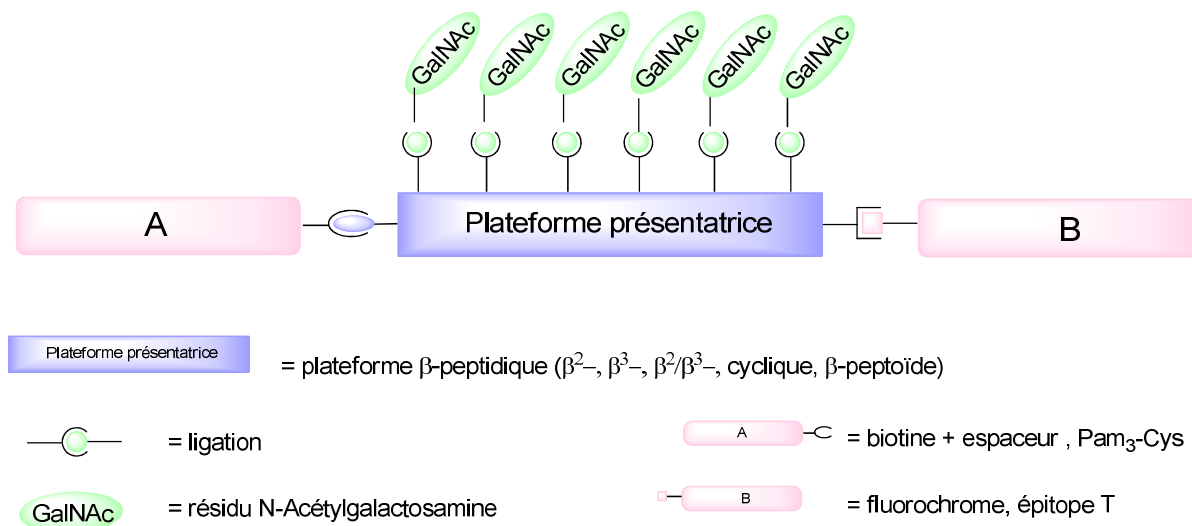 GalNAc GalNAc GalNAc GalNAc GalNAc GalNAc
A Plateforme présentatrice B
Plateforme présentatrice = plateforme β-peptidique (β²–, β³–, β²/β³–, cyclique, β-peptoïde)
= ligation
A = biotine + espaceur , Pam₃-Cys
GalNAc = résidu N-Acétylgalactosamine
B = fluorochrome, épitope T